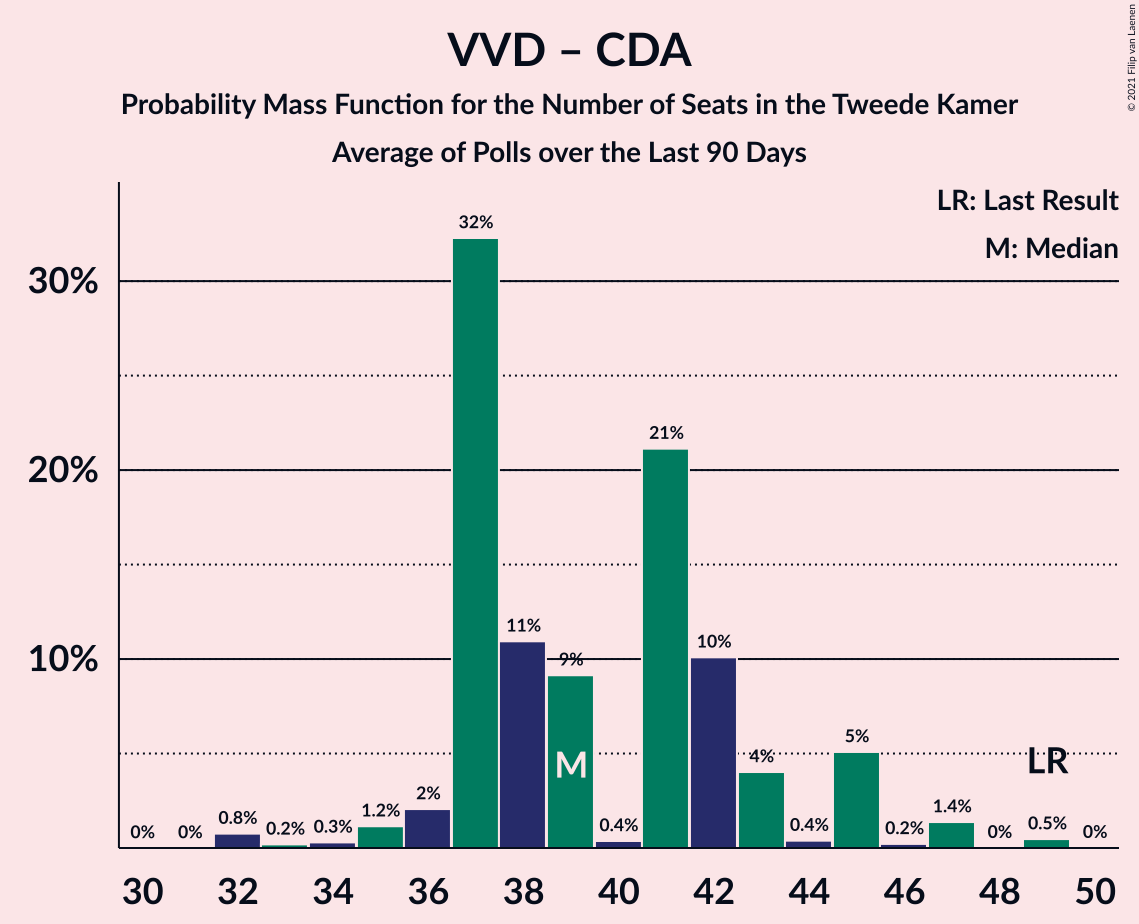 VVD – CDA
Probability Mass Function for the Number of Seats in the Tweede Kamer
Average of Polls over the Last 90 Days
© 2021 Filip van Laenen
LR: Last Result
M: Median
30%
20%
10%
0% 0% 0.8% 0.2% 0.3% 1.2% 2% 32% 11% 9% 0.4% 21% 10% 4% 0.4% 5% 0.2% 1.4% 0% 0.5% 0%
M
LR
30 32 34 36 38 40 42 44 46 48 50